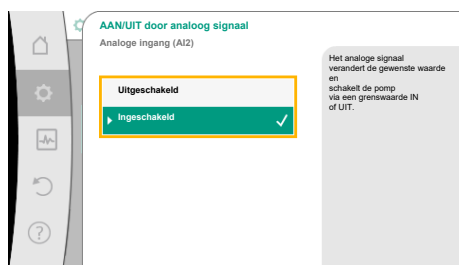 AAN/UIT door analoog signaal
Analoge ingang (AI2)
Uitgeschakeld
Ingeschakeld
Het analoge signaal
verandert de gewenste waarde
en
schakelt de pomp
via een grenswaarde IN
of UIT.
?